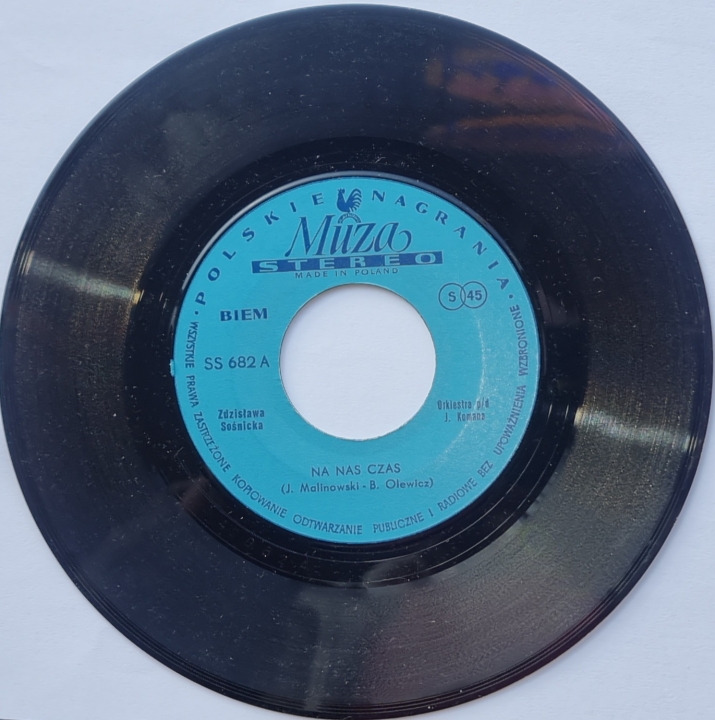 POLSKIE NAGRANIA
Muza
STEREO
MADE IN POLAND
BIEM
S 45
SS 682 A
Zdzisława
Sośnicka
Orkiestra p/d
J. Komana
NA NAS CZAS
(J. Malinowski - B. Olewicz)
WSZYSTKIE PRAWA ZASTRZEŻONE KOPIOWANIE ODTWARZANIE PUBLICZNE I RADIOWE BEZ UPOWAŻNIENIA WZBRONIONE